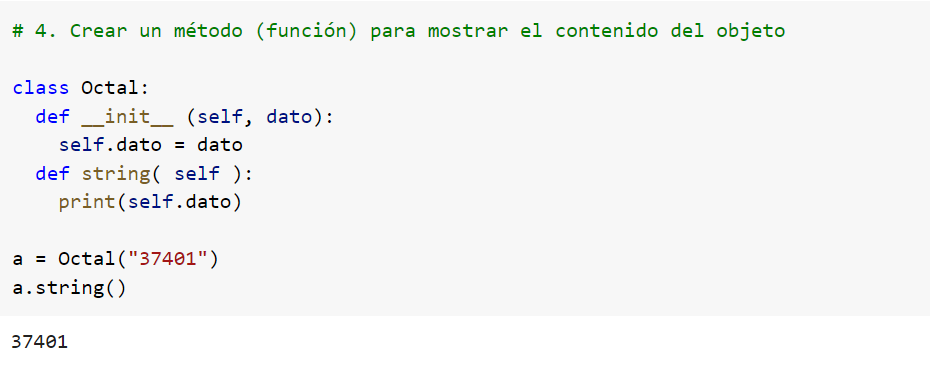 # 4. Crear un método (función) para mostrar el contenido del objeto
class Octal:
  def __init__ (self, dato):
    self.dato = dato
  def string( self ):
    print(self.dato)
a = Octal("37401")
a.string()
37401